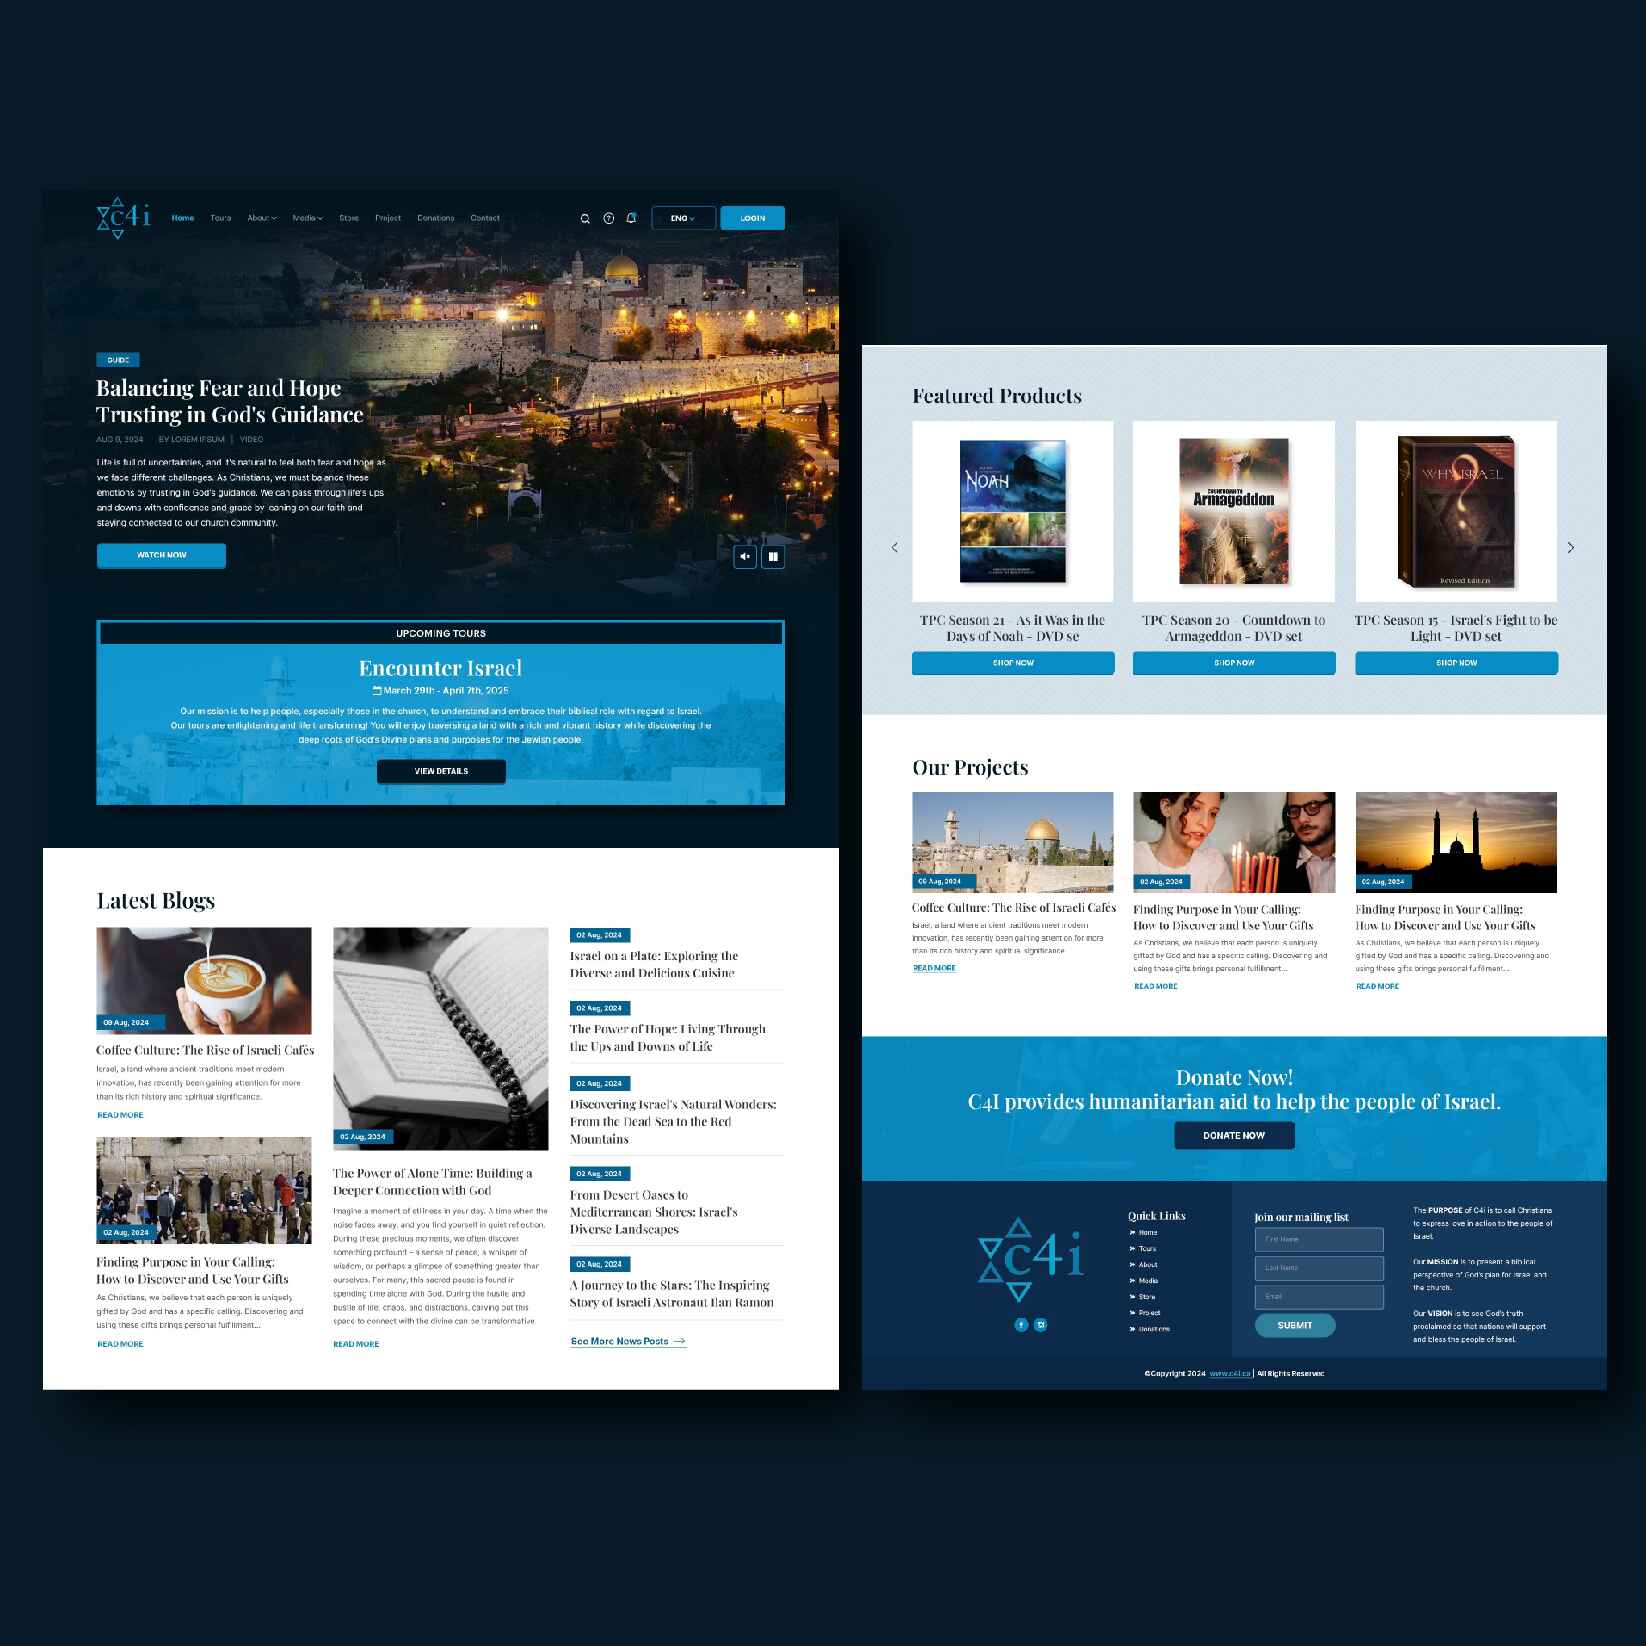 c4i
Home Tours About Media Store Project Donations Contact
ENG
LOGIN
GUIDE
Balancing Fear and Hope
Trusting in God's Guidance
AUG 9, 2024 BY LOREM IPSUM | VIDEO
Life is full of uncertainties, and it's natural to feel both fear and hope as
we face different challenges. As Christians, we must balance these
emotions by trusting in God's guidance. We can pass through life's ups
and downs with confidence and grace by leaning on our faith and
staying connected to our church community.
WATCH NOW
UPCOMING TOURS
Encounter Israel
March 29th - April 7th, 2025
Our mission is to help people, especially those in the church, to understand and embrace their biblical role with regard to Israel.
Our tours are enlightening and life transforming! You will enjoy traversing a land with a rich and vibrant history while discovering the
deep roots of God's Divine plans and purposes for the Jewish people.
VIEW DETAILS
Latest Blogs
09 Aug, 2024
Coffee Culture: The Rise of Israeli Cafés
Israel, a land where ancient traditions meet modern
innovation, has recently been gaining attention for more
than its rich history and spiritual significance.
READ MORE
02 Aug, 2024
Finding Purpose in Your Calling:
How to Discover and Use Your Gifts
As Christians, we believe that each person is uniquely
gifted by God and has a specific calling. Discovering and
using these gifts brings personal fulfillment...
READ MORE
02 Aug, 2024
The Power of Alone Time: Building a
Deeper Connection with God
Imagine a moment of stillness in your day. A time when the
noise fades away, and you find yourself in quiet reflection.
During these precious moments, we often discover
something profound – a sense of peace, a whisper of
wisdom, or perhaps a glimpse of something greater than
ourselves. For many, this sacred pause is found in
spending time alone with God. During the hustle and
bustle of life, chaos, and distractions, carving out this
space to connect with the divine can be transformative.
READ MORE
02 Aug, 2024
Israel on a Plate: Exploring the
Diverse and Delicious Cuisine
02 Aug, 2024
The Power of Hope: Living Through
the Ups and Downs of Life
02 Aug, 2024
Discovering Israel's Natural Wonders:
From the Dead Sea to the Red
Mountains
02 Aug, 2024
From Desert Oases to
Mediterranean Shores: Israel's
Diverse Landscapes
02 Aug, 2024
A Journey to the Stars: The Inspiring
Story of Israeli Astronaut Ilan Ramon
See More News Posts
Featured Products
NOAH
COUNTDOWN TO
Armageddon
WHY ISRAEL
Revised Edition
TPC Season 21 - As it Was in the
Days of Noah - DVD se
SHOP NOW
TPC Season 20 - Countdown to
Armageddon - DVD set
SHOP NOW
TPC Season 15 - Israel's Fight to be
Light - DVD set
SHOP NOW
Our Projects
09 Aug, 2024
Coffee Culture: The Rise of Israeli Cafés
Israel, a land where ancient traditions meet modern
innovation, has recently been gaining attention for more
than its rich history and spiritual significance.
READ MORE
02 Aug, 2024
Finding Purpose in Your Calling:
How to Discover and Use Your Gifts
As Christians, we believe that each person is uniquely
gifted by God and has a specific calling. Discovering and
using these gifts brings personal fulfillment...
READ MORE
02 Aug, 2024
Finding Purpose in Your Calling:
How to Discover and Use Your Gifts
As Christians, we believe that each person is uniquely
gifted by God and has a specific calling. Discovering and
using these gifts brings personal fulfillment...
READ MORE
Donate Now!
C4I provides humanitarian aid to help the people of Israel.
DONATE NOW
c4i
Quick Links
Home
Tours
About
Media
Store
Project
Donations
Join our mailing list
First Name
Last Name
Email
SUBMIT
The PURPOSE of C4i is to call Christians
to express love in action to the people of
Israel.
Our MISSION is to present a biblical
perspective of God's plan for Israel and
the church.
Our VISION is to see God's truth
proclaimed so that nations will support
and bless the people of Israel.
©Copyright 2024 www.c4i.ca | All Rights Reserved